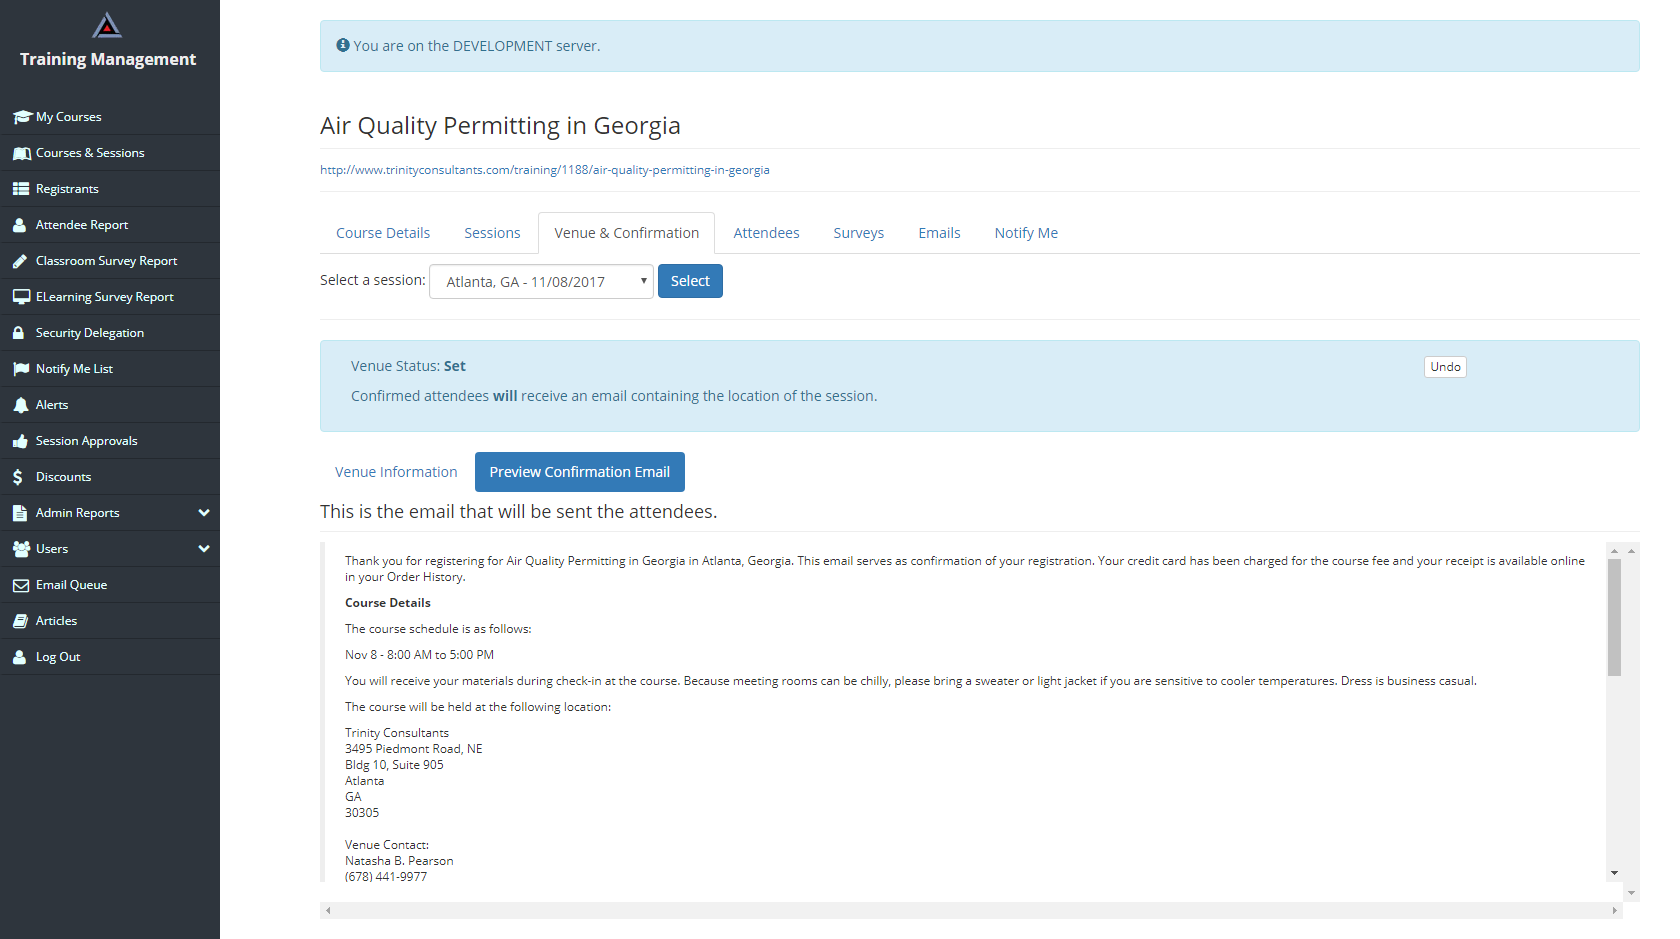 Training Management
My Courses
Courses & Sessions
Registrants
Attendee Report
Classroom Survey Report
ELearning Survey Report
Security Delegation
Notify Me List
Alerts
Session Approvals
Discounts
Admin Reports
Users
Email Queue
Articles
Log Out
You are on the DEVELOPMENT server.
Air Quality Permitting in Georgia
http://www.trinityconsultants.com/training/1188/air-quality-permitting-in-georgia
Course Details Sessions Venue & Confirmation Attendees Surveys Emails Notify Me
Select a session: Atlanta, GA - 11/08/2017 Select
Venue Status: Set Undo
Confirmed attendees will receive an email containing the location of the session.
Venue Information Preview Confirmation Email
This is the email that will be sent the attendees.
Thank you for registering for Air Quality Permitting in Georgia in Atlanta, Georgia. This email serves as confirmation of your registration. Your credit card has been charged for the course fee and your receipt is available online
in your Order History.
Course Details
The course schedule is as follows:
Nov 8 - 8:00 AM to 5:00 PM
You will receive your materials during check-in at the course. Because meeting rooms can be chilly, please bring a sweater or light jacket if you are sensitive to cooler temperatures. Dress is business casual.
The course will be held at the following location:
Trinity Consultants
3495 Piedmont Road, NE
Bldg 10, Suite 905
Atlanta
GA
30305
Venue Contact:
Natasha B. Pearson
(678) 441-9977